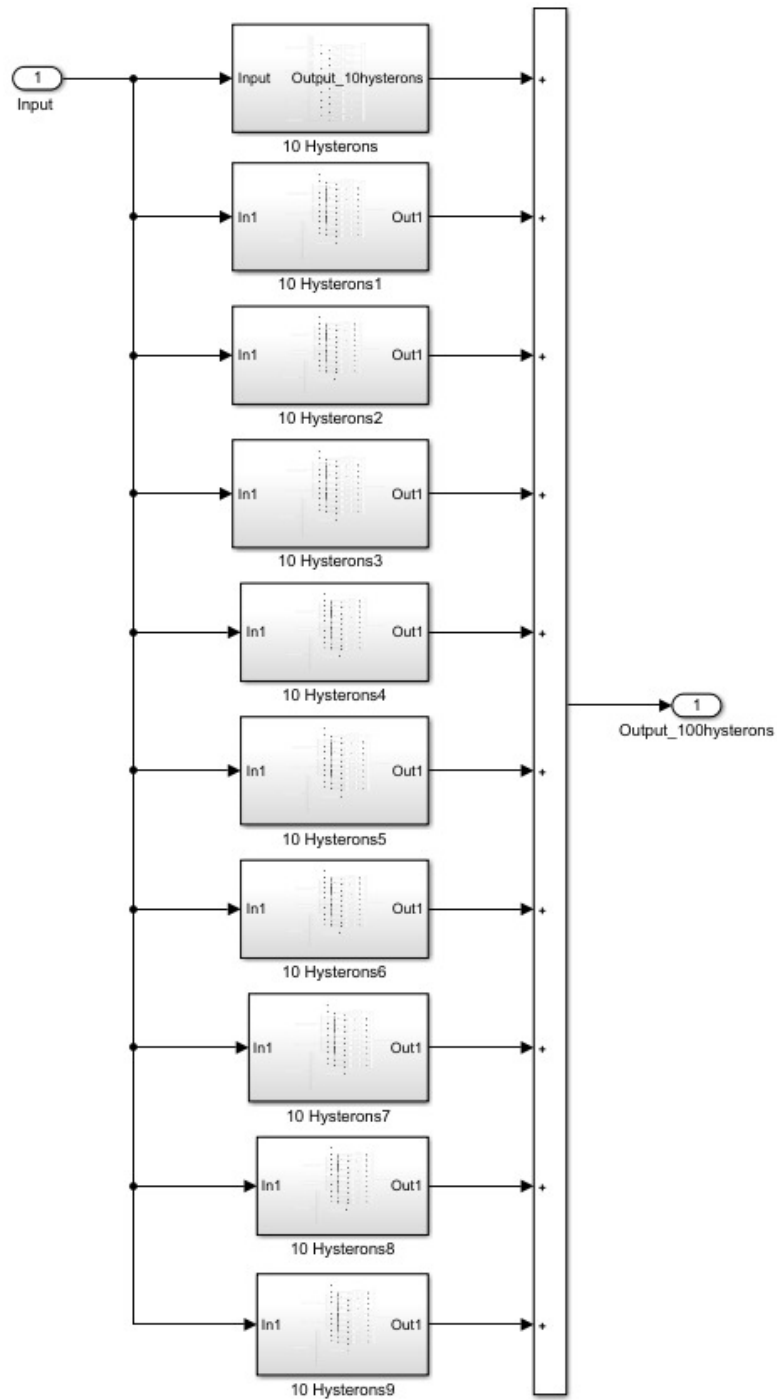 1
Input
Input Output_10hysterons +
10 Hysterons
In1 Out1 +
10 Hysterons1
In1 Out1 +
10 Hysterons2
In1 Out1 +
10 Hysterons3
In1 Out1 +
10 Hysterons4
1
Output_100hysterons
In1 Out1 +
10 Hysterons5
In1 Out1 +
10 Hysterons6
In1 Out1 +
10 Hysterons7
In1 Out1 +
10 Hysterons8
In1 Out1 +
10 Hysterons9